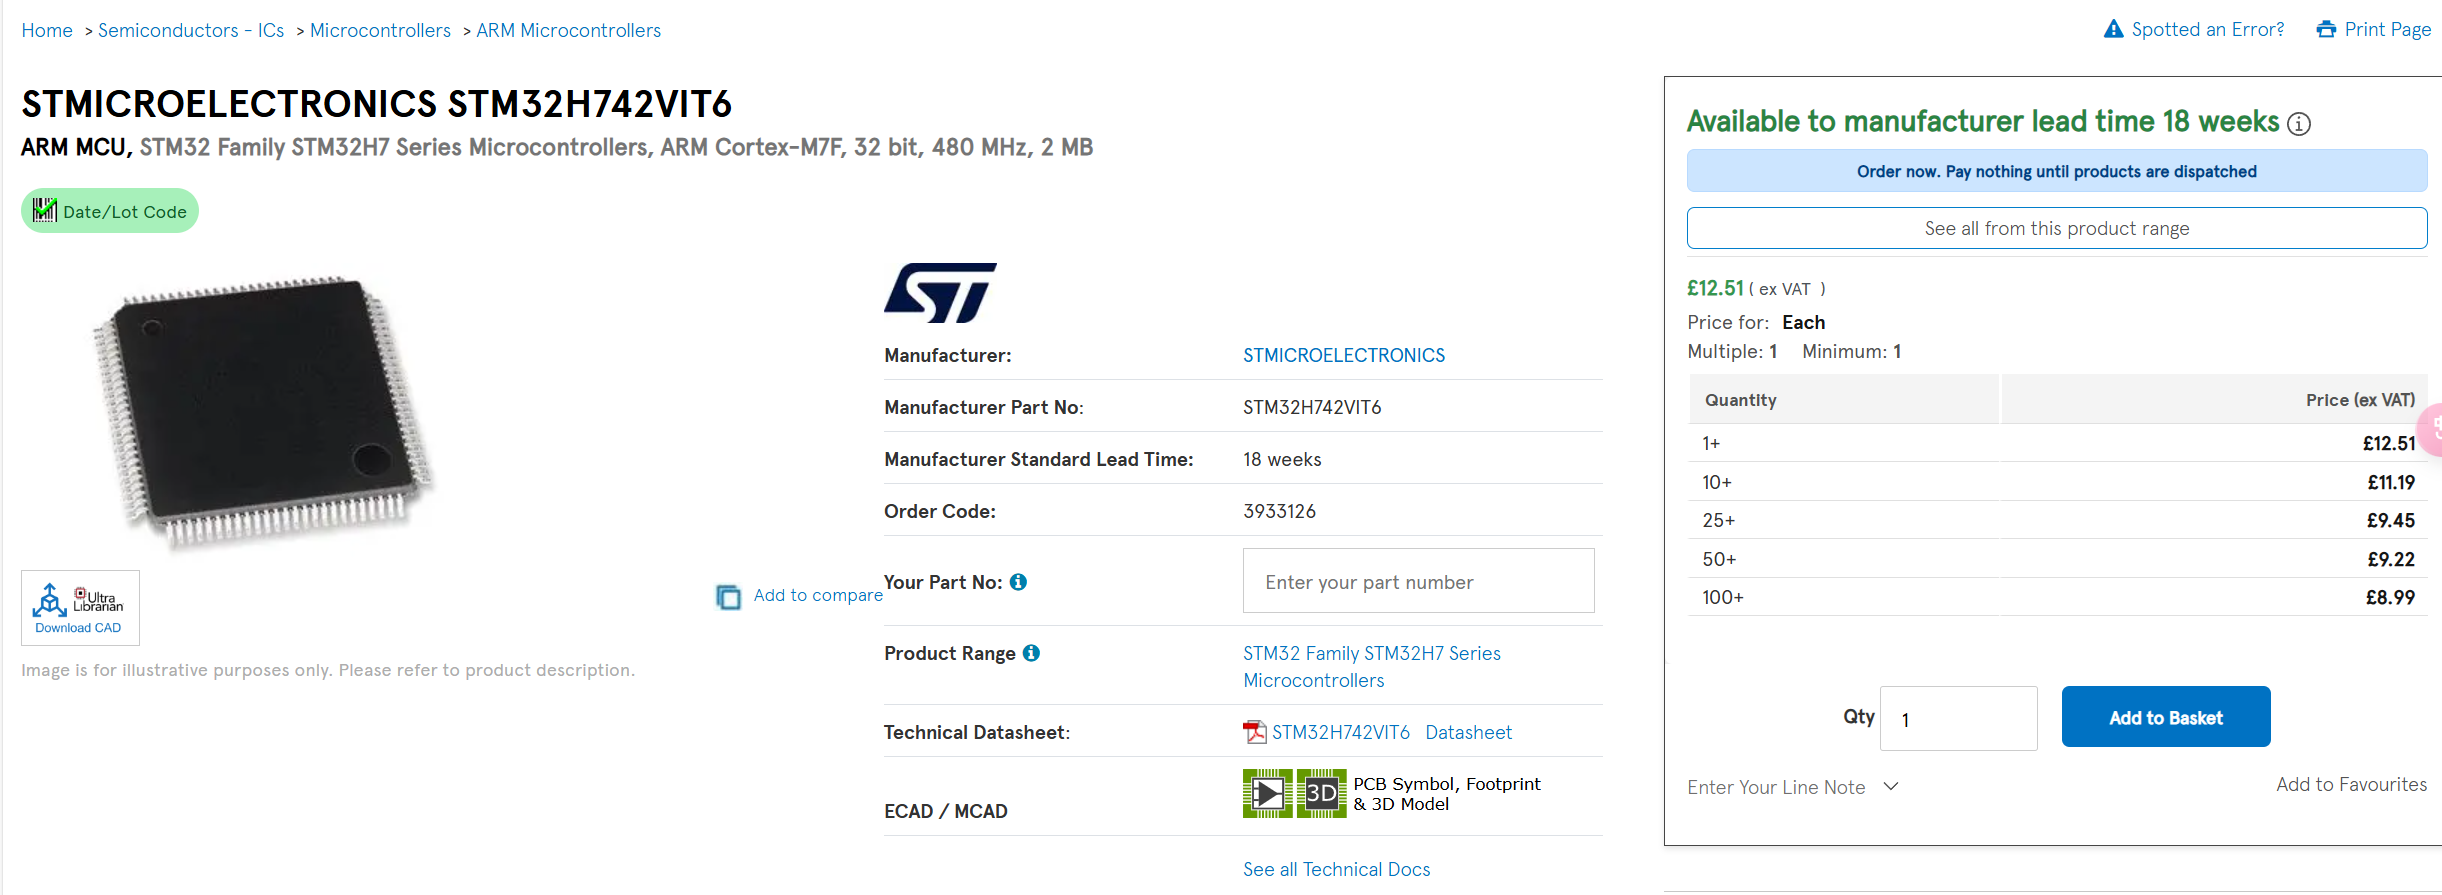 Home > Semiconductors - ICs > Microcontrollers > ARM Microcontrollers
Spotted an Error? Print Page
STMICROELECTRONICS STM32H742VIT6
ARM MCU, STM32 Family STM32H7 Series Microcontrollers, ARM Cortex-M7F, 32 bit, 480 MHz, 2 MB
Date/Lot Code
Ultra
Librarian
Download CAD
Add to compare
Image is for illustrative purposes only. Please refer to product description.
ST
Manufacturer: STMICROELECTRONICS
Manufacturer Part No: STM32H742VIT6
Manufacturer Standard Lead Time: 18 weeks
Order Code: 3933126
Your Part No: Enter your part number
Product Range STM32 Family STM32H7 Series
Microcontrollers
Technical Datasheet: STM32H742VIT6 Datasheet
ECAD / MCAD 3D PCB Symbol, Footprint
& 3D Model
See all Technical Docs
Available to manufacturer lead time 18 weeks
Order now. Pay nothing until products are dispatched
See all from this product range
£12.51 ( ex VAT )
Price for: Each
Multiple: 1 Minimum: 1
Quantity Price (ex VAT)
1+ £12.51
10+ £11.19
25+ £9.45
50+ £9.22
100+ £8.99
Qty 1 Add to Basket
Enter Your Line Note Add to Favourites